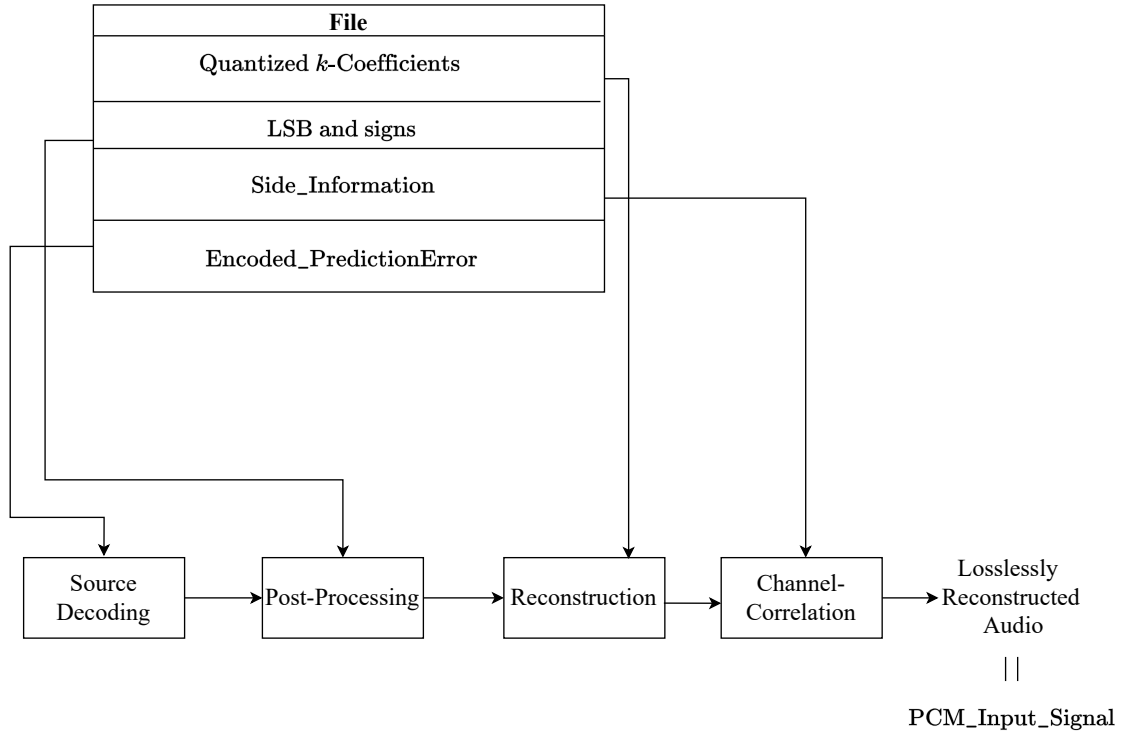 File
Quantized k-Coefficients
LSB and signs
Side_Information
Encoded_PredictionError
Source
Decoding
Post-Processing
Reconstruction
Channel-
Correlation
Losslessly
Reconstructed
Audio
||
PCM_Input_Signal